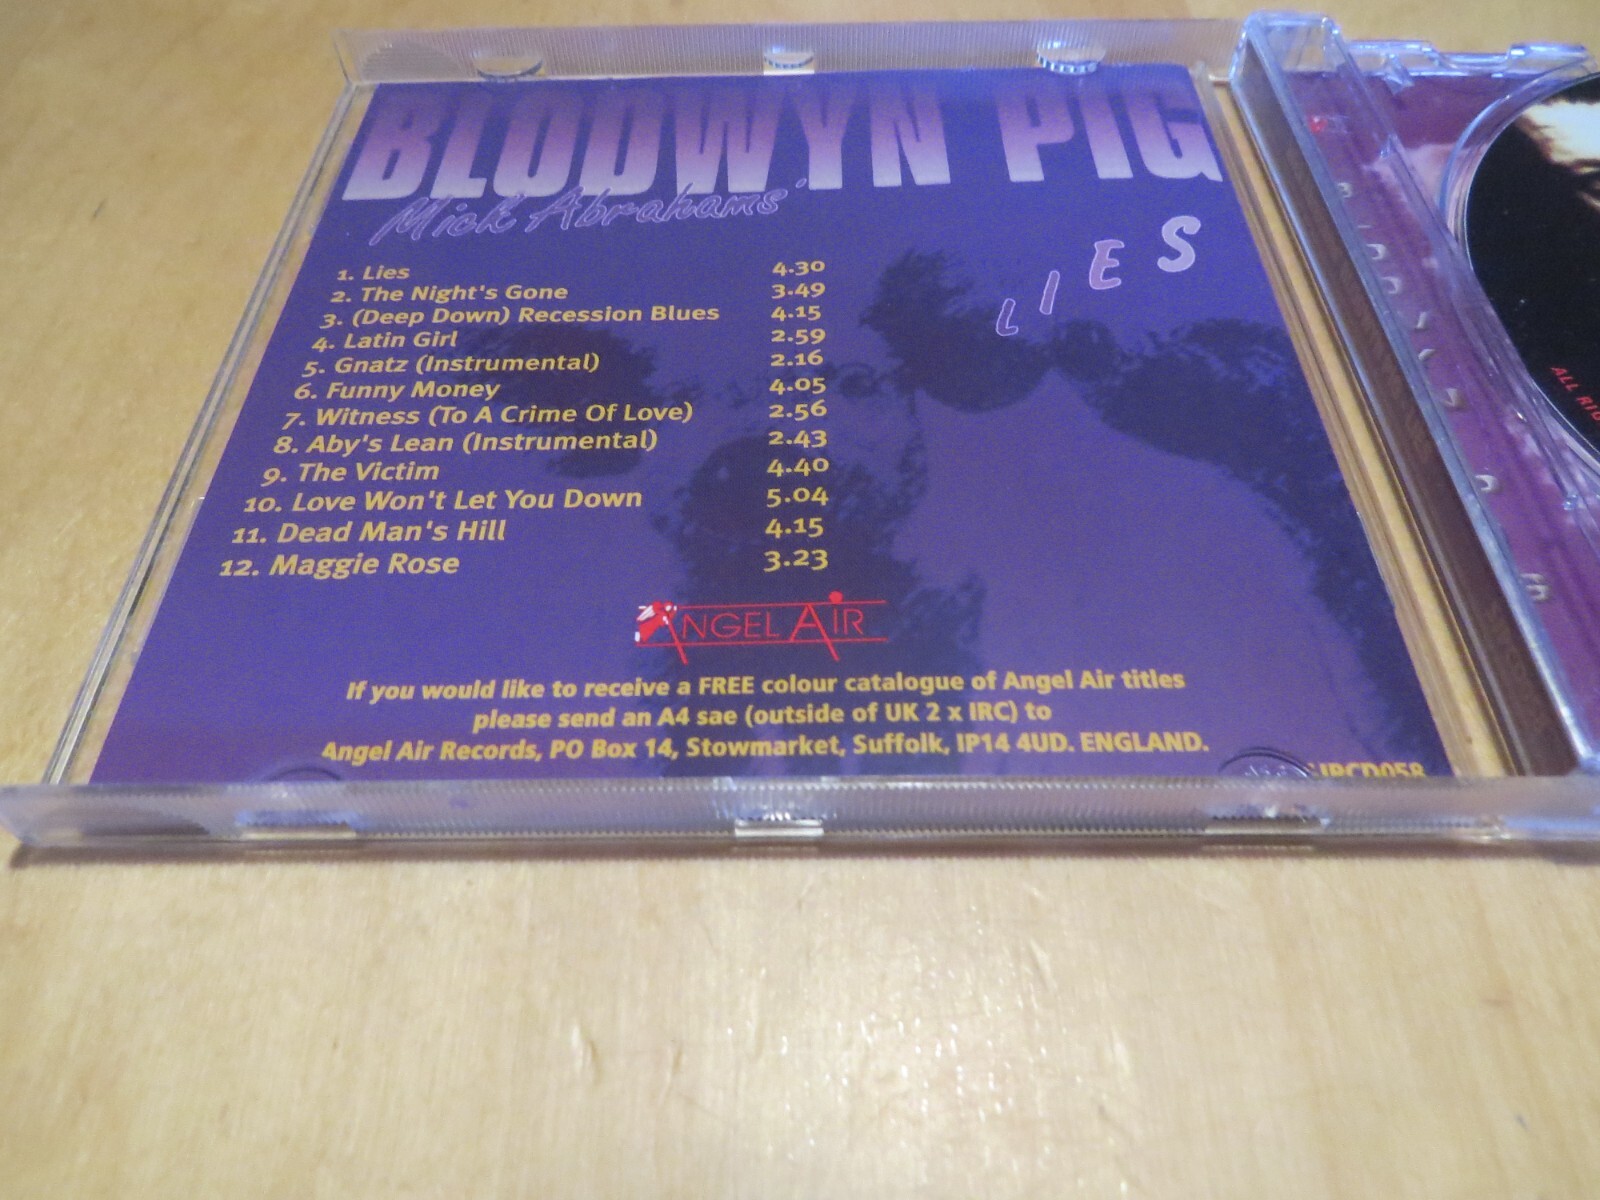 BLODWYN PIG
Mick Abrahams'
LIES
1. Lies 4.30
2. The Night's Gone 3.49
3. (Deep Down) Recession Blues 4.15
4. Latin Girl 2.59
5. Gnatz (Instrumental) 2.16
6. Funny Money 4.05
7. Witness (To A Crime Of Love) 2.56
8. Aby's Lean (Instrumental) 2.43
9. The Victim 4.40
10. Love Won't Let You Down 5.04
11. Dead Man's Hill 4.15
12. Maggie Rose 3.23
ANGEL AIR
If you would like to receive a FREE colour catalogue of Angel Air titles
please send an A4 sae (outside of UK 2 x IRC) to
Angel Air Records, PO Box 14, Stowmarket, Suffolk, IP14 4UD. ENGLAND.
ALL